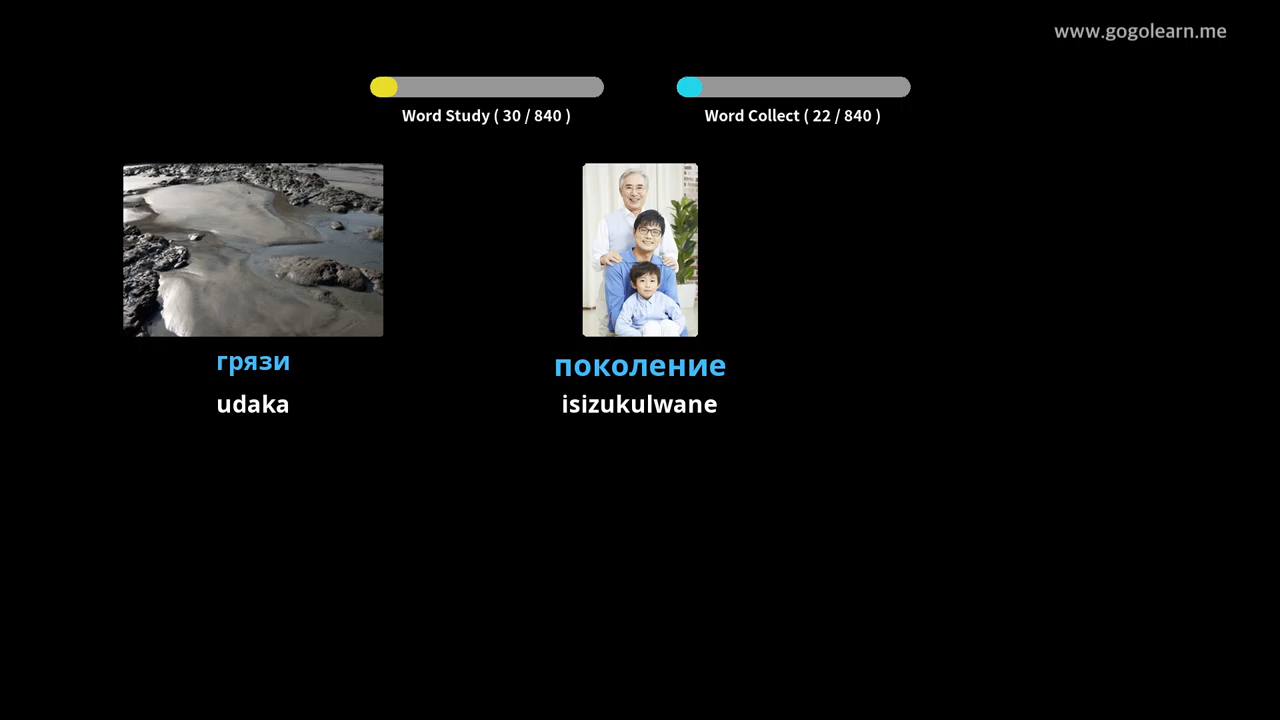 www.gogolearn.me
Word Study ( 30 / 840 )
Word Collect ( 22 / 840 )
грязи
udaka
поколение
isizukulwane